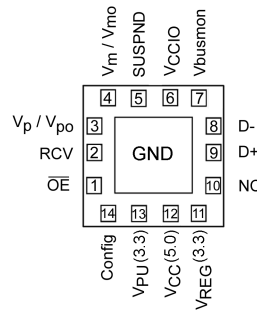 Vm / Vmo
SUSPND
VCCIO
Vbusmon
4 5 6 7
Vp / Vpo 3
RCV 2
OE 1
GND
8 D-
9 D+
10 NC
14 13 12 11
Config
VPU(3.3)
VCC(5.0)
VREG(3.3)